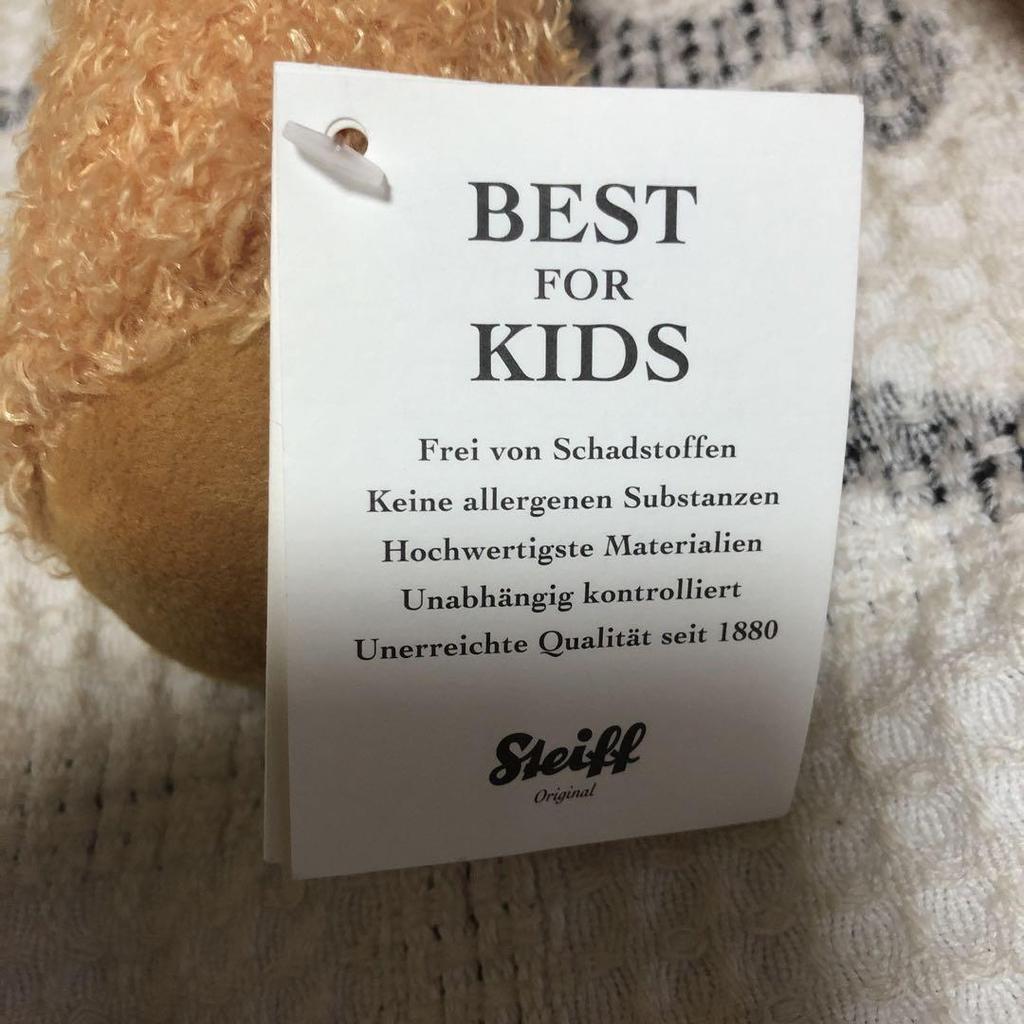 BEST
FOR
KIDS
Frei von Schadstoffen
Keine allergenen Substanzen
Hochwertigste Materialien
Unabhängig kontrolliert
Unerreichte Qualität seit 1880
Steiff
Original